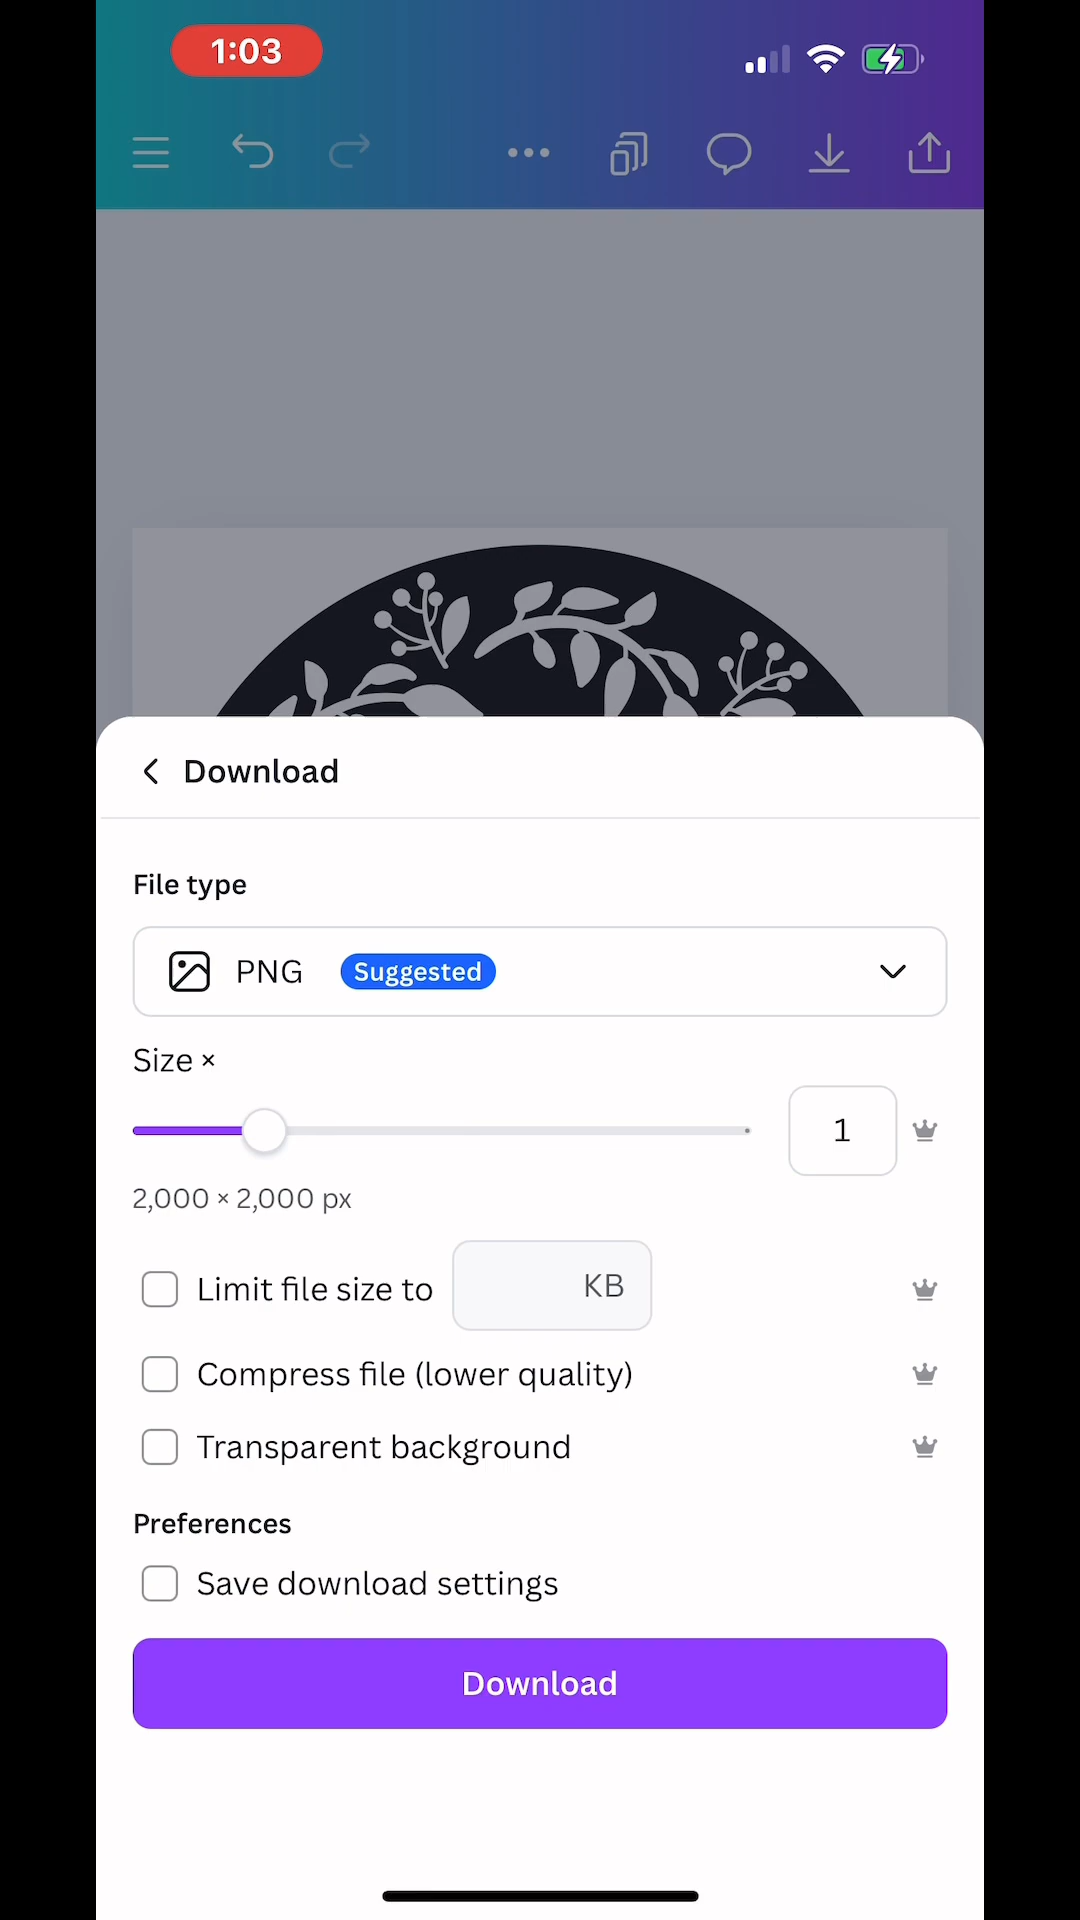 1:03
Download
File type
PNG Suggested
Size ×
1
2,000 × 2,000 px
Limit file size to KB
Compress file (lower quality)
Transparent background
Preferences
Save download settings
Download